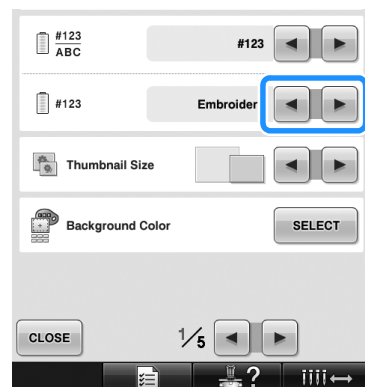 #123
ABC
#123
#123
Embroider
Thumbnail Size
Background Color
SELECT
CLOSE
1/5
?